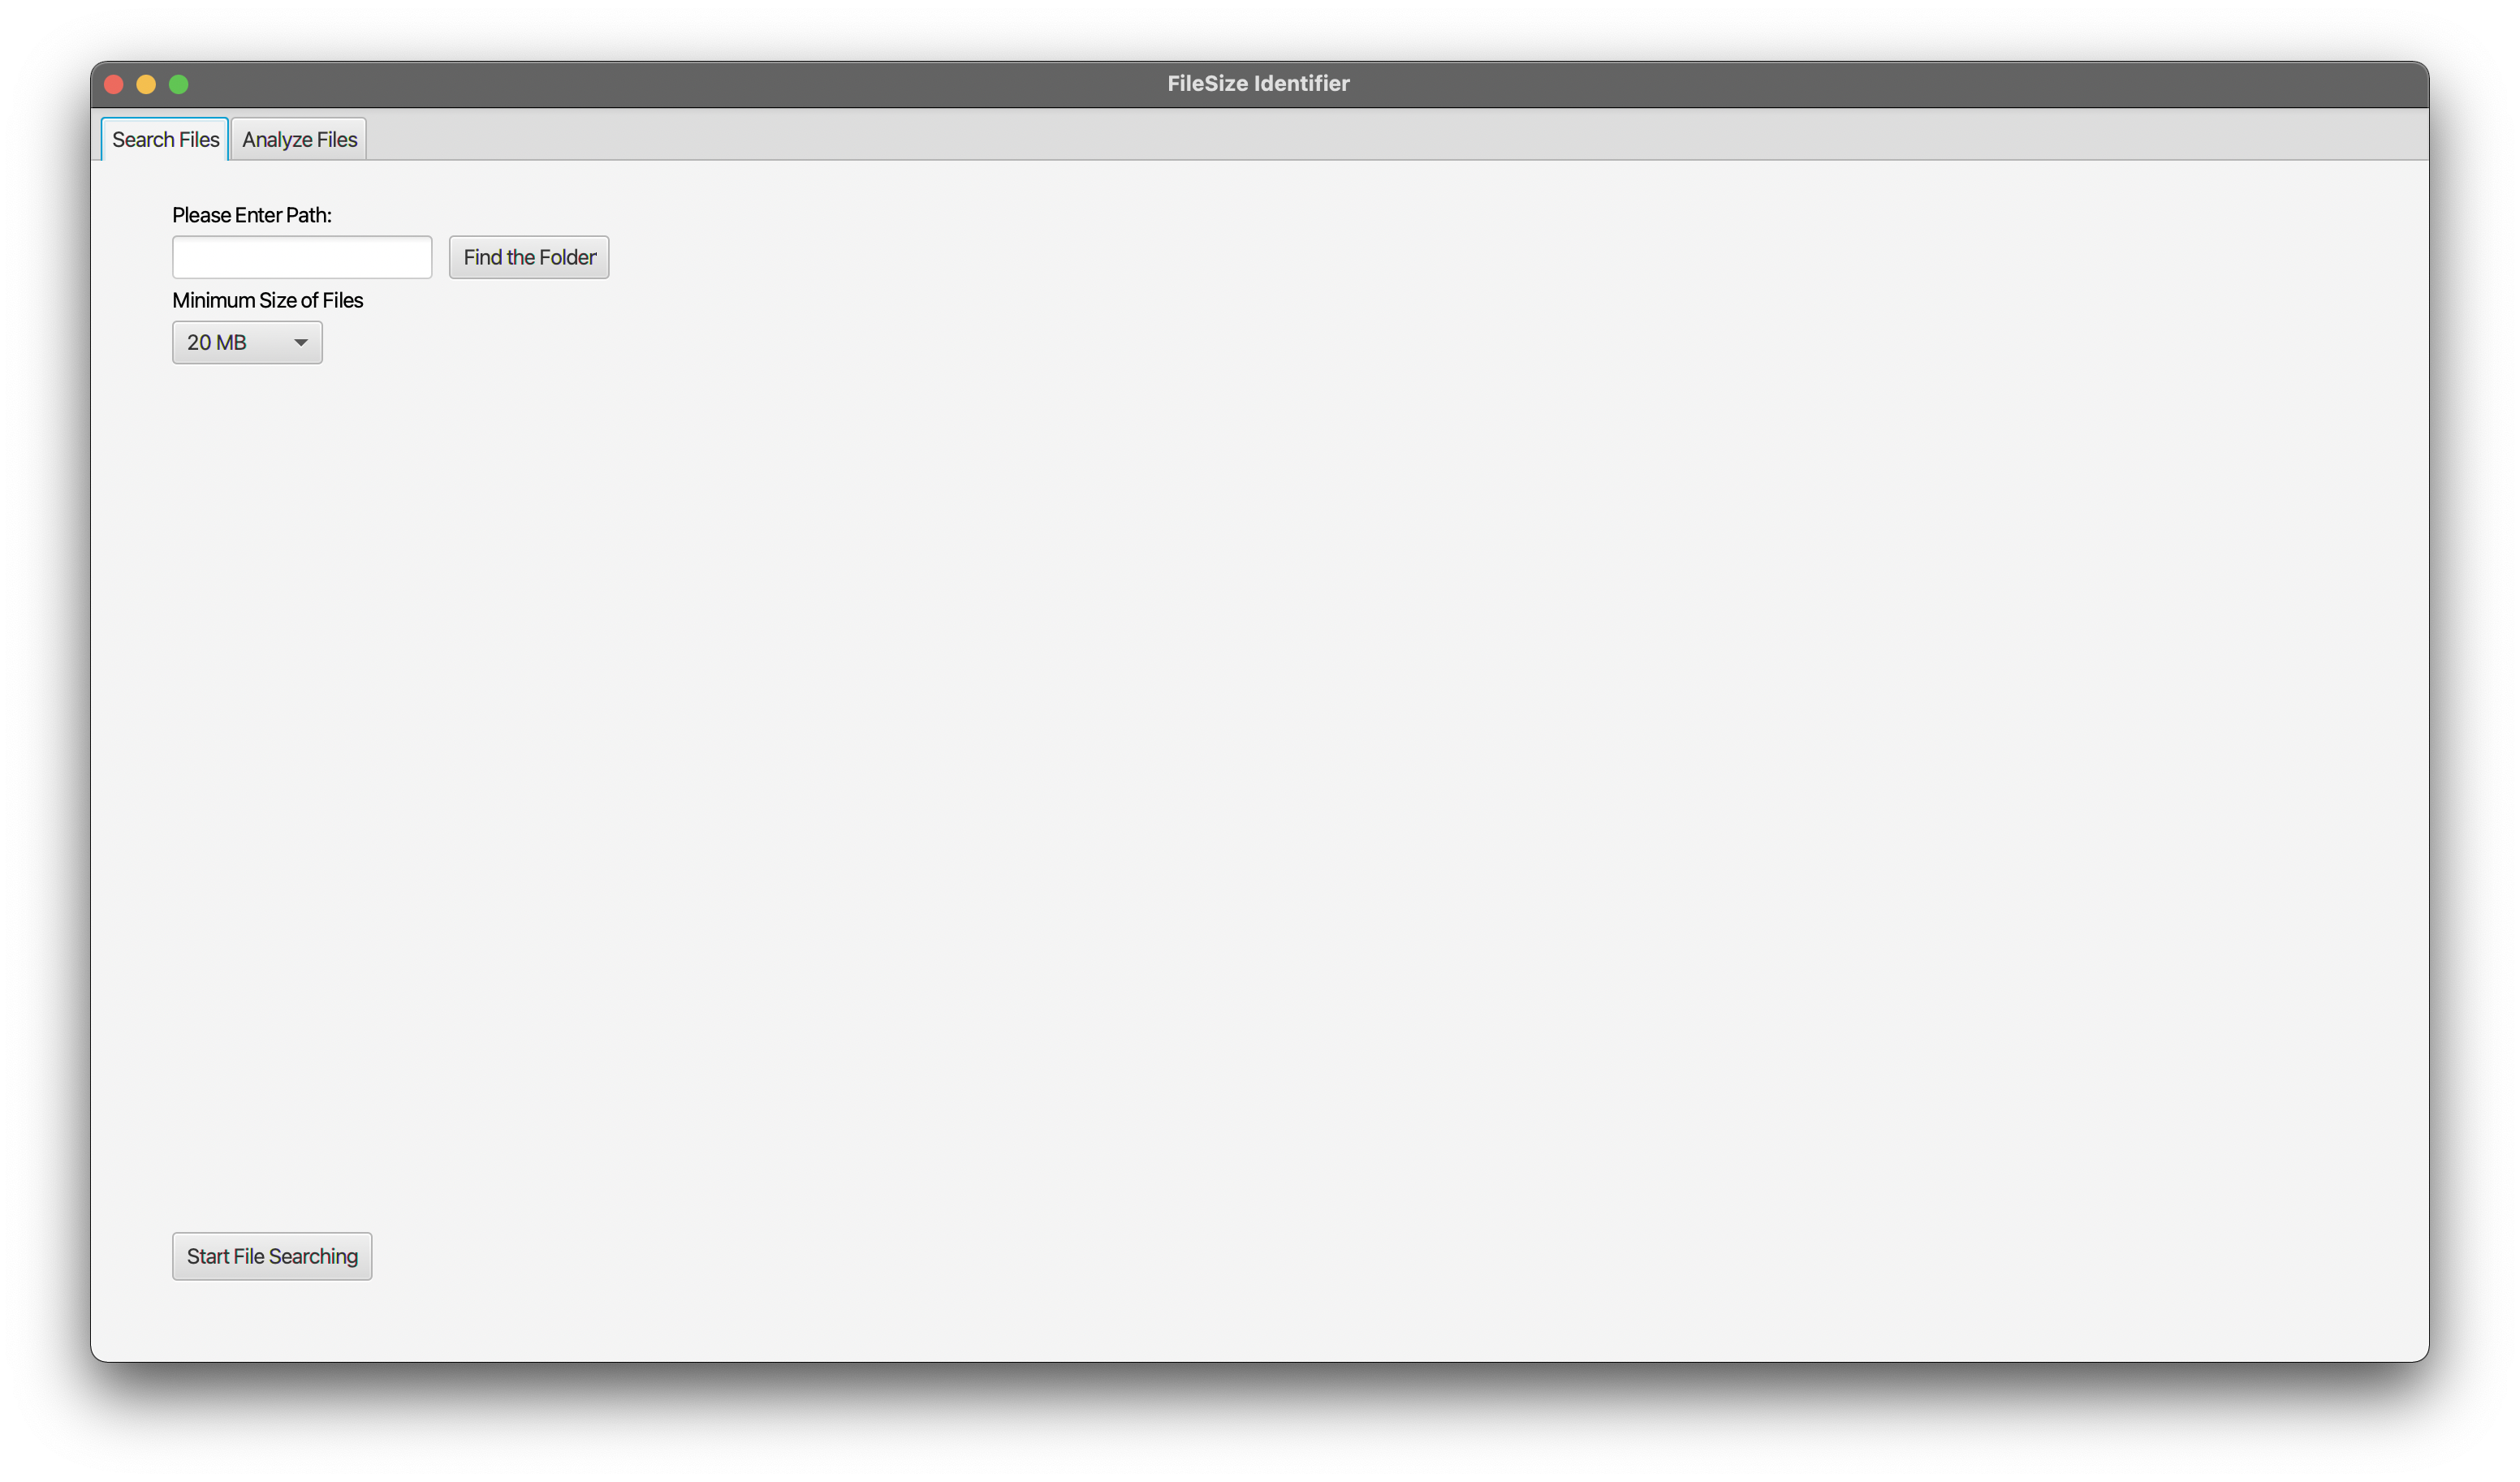 FileSize Identifier
Search Files Analyze Files
Please Enter Path:
Find the Folder
Minimum Size of Files
20 MB
Start File Searching